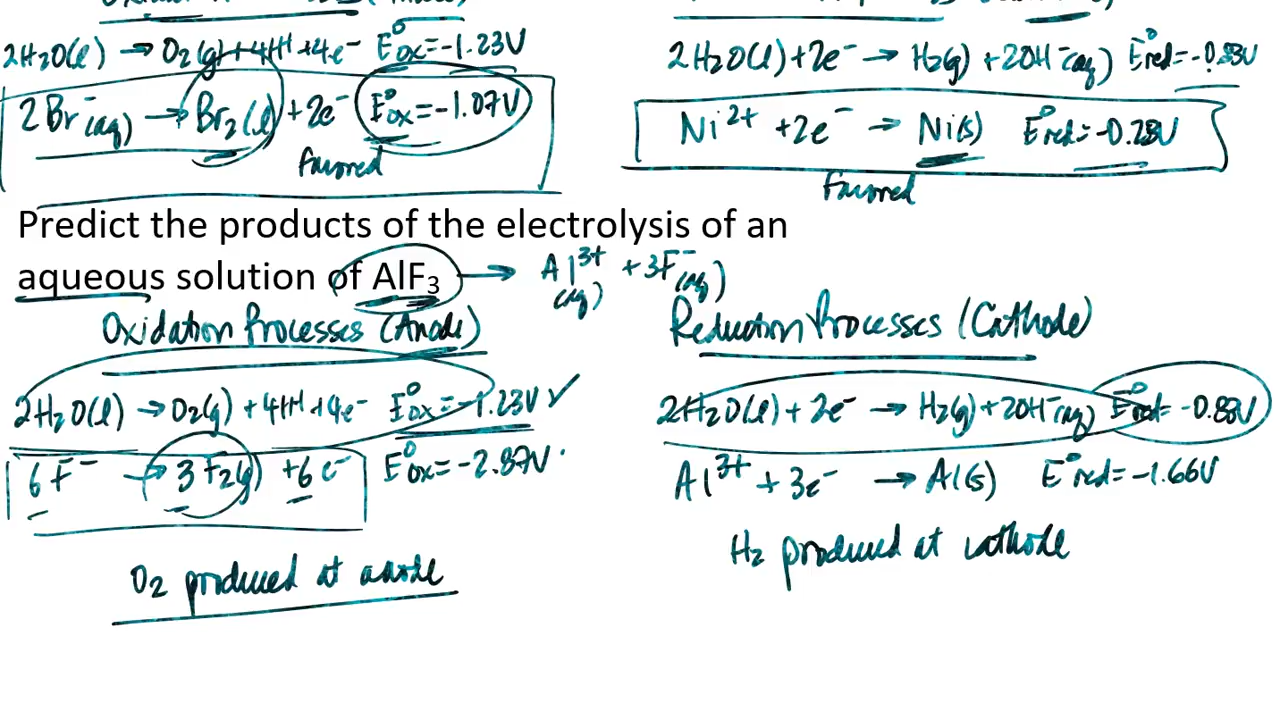 2H₂O(l) → O₂(g) + 4H⁺ + 4e⁻ E°ox = -1.23V
2Br⁻(aq) → Br₂(l) + 2e⁻ E°ox = -1.07V
favored
2H₂O(l) + 2e⁻ → H₂(g) + 2OH⁻(aq) E°red = -0.83V
Ni²⁺ + 2e⁻ → Ni(s) E°red = -0.28V
favored
Predict the products of the electrolysis of an
aqueous solution of AlF₃ → Al³⁺(aq) + 3F⁻(aq)
Oxidation Processes (Anode)
2H₂O(l) → O₂(g) + 4H⁺ + 4e⁻ E°ox = -1.23V ✓
6F⁻ → 3F₂(g) + 6e⁻ E°ox = -2.87V
O₂ produced at anode
Reduction Processes (Cathode)
2H₂O(l) + 2e⁻ → H₂(g) + 2OH⁻(aq) E°red = -0.83V
Al³⁺ + 3e⁻ → Al(s) E°red = -1.66V
H₂ produced at cathode